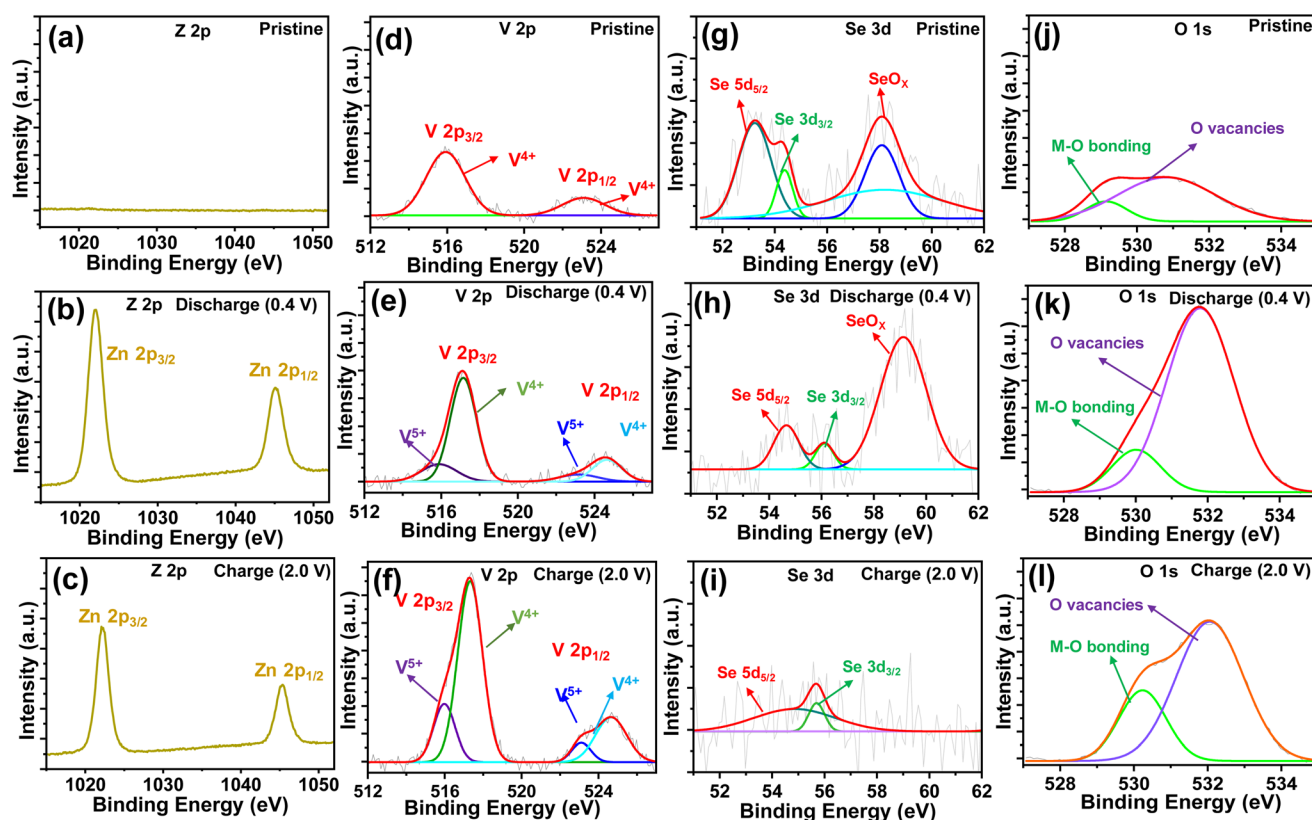 (a)
Z 2p
Pristine
Intensity (a.u.)
1020 1030 1040 1050
Binding Energy (eV)
(d)
V 2p
Pristine
V 2p3/2
V4+
V 2p1/2
V4+
Intensity (a.u.)
512 516 520 524
Binding Energy (eV)
(g)
Se 3d
Pristine
Se 5d5/2
Se 3d3/2
SeOX
Intensity (a.u.)
52 54 56 58 60 62
Binding Energy (eV)
(j)
O 1s
Pristine
O vacancies
M-O bonding
Intensity (a.u.)
528 530 532 534
Binding Energy (eV)
(b)
Z 2p
Discharge (0.4 V)
Zn 2p3/2
Zn 2p1/2
Intensity (a.u.)
1020 1030 1040 1050
Binding Energy (eV)
(e)
V 2p
Discharge (0.4 V)
V 2p3/2
V4+
V 2p1/2
V5+
V5+
V4+
Intensity (a.u.)
512 516 520 524
Binding Energy (eV)
(h)
Se 3d
Discharge (0.4 V)
SeOX
Se 5d5/2
Se 3d3/2
Intensity (a.u.)
52 54 56 58 60 62
Binding Energy (eV)
(k)
O 1s
Discharge (0.4 V)
O vacancies
M-O bonding
Intensity (a.u.)
528 530 532 534
Binding Energy (eV)
(c)
Z 2p
Charge (2.0 V)
Zn 2p3/2
Zn 2p1/2
Intensity (a.u.)
1020 1030 1040 1050
Binding Energy (eV)
(f)
V 2p
Charge (2.0 V)
V 2p3/2
V4+
V 2p1/2
V5+
V5+
V4+
Intensity (a.u.)
512 516 520 524
Binding Energy (eV)
(i)
Se 3d
Charge (2.0 V)
Se 5d5/2
Se 3d3/2
Intensity (a.u.)
52 54 56 58 60 62
Binding Energy (eV)
(l)
O 1s
Charge (2.0 V)
O vacancies
M-O bonding
Intensity (a.u.)
528 530 532 534
Binding Energy (eV)